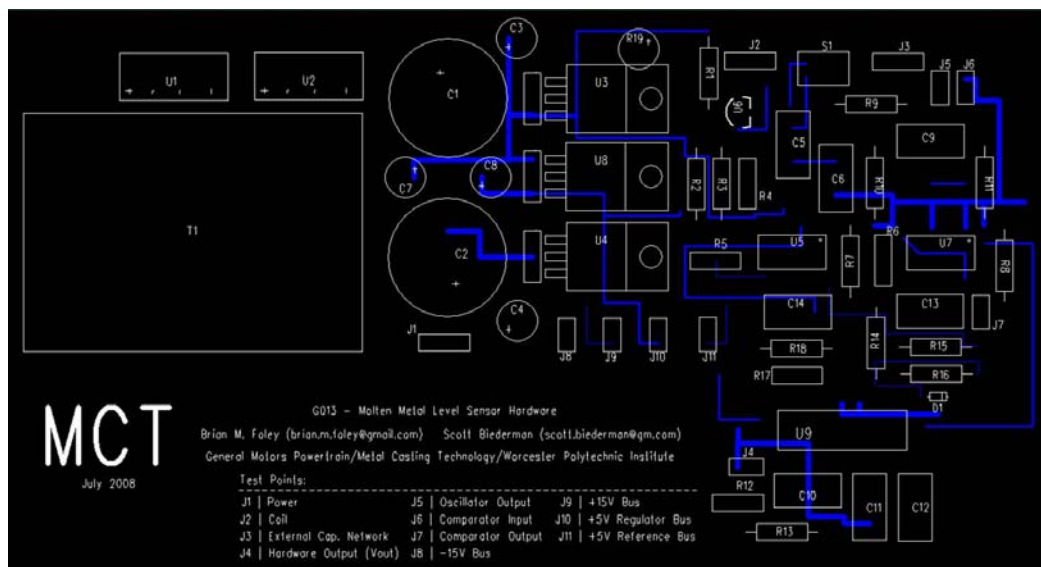 C3
R19
J2
S1
J3
J5
J6
U1
U2
C1
U3
R1
U6
R9
C5
C9
C7
C8
U8
R2
R3
R4
C6
R10
R11
T1
C2
U4
R5
U5
R7
R6
U7
R8
C14
C13
J7
C4
J1
J8
J9
J10
J11
R18
R14
R15
R17
R16
D1
U9
MCT
July 2008
G013 - Molten Metal Level Sensor Hardware
Brian M. Foley (brian.m.foley@gmail.com) Scott Biederman (scott.biederman@gm.com)
General Motors Powertrain/Metal Casting Technology/Worcester Polytechnic Institute
Test Points:
J1 | Power J5 | Oscillator Output J9 | +15V Bus
J2 | Coil J6 | Comparator Input J10 | +5V Regulator Bus
J3 | External Cap. Network J7 | Comparator Output J11 | +5V Reference Bus
J4 | Hardware Output (Vout) J8 | -15V Bus
J4
R12
C10
C11
C12
R13